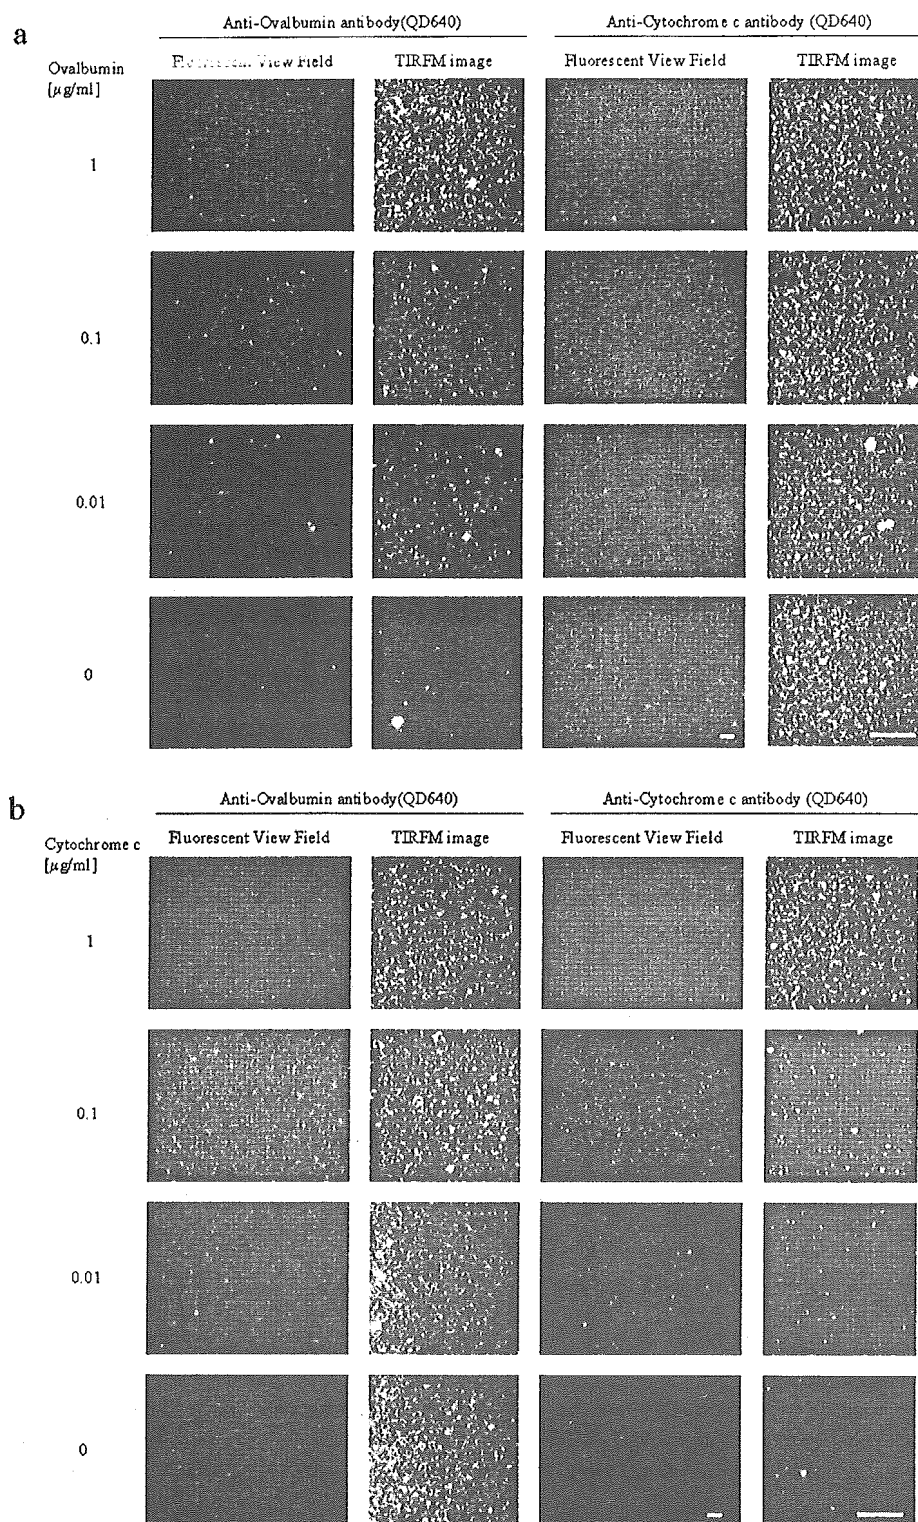 a
Anti-Ovalbumin antibody(QD640)
Anti-Cytochrome c antibody (QD640)
Ovalbumin
[μg/ml]
Fluorescent View Field
TIRFM image
Fluorescent View Field
TIRFM image
1
0.1
0.01
0
b
Anti-Ovalbumin antibody(QD640)
Anti-Cytochrome c antibody (QD640)
Cytochrome c
[μg/ml]
Fluorescent View Field
TIRFM image
Fluorescent View Field
TIRFM image
1
0.1
0.01
0